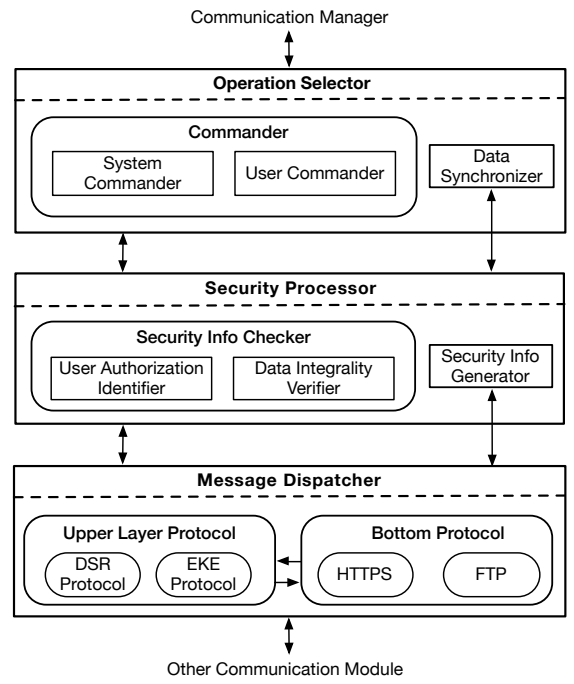 Communication Manager
Operation Selector
Commander
System
Commander
User Commander
Data
Synchronizer
Security Processor
Security Info Checker
User Authorization
Identifier
Data Integrality
Verifier
Security Info
Generator
Message Dispatcher
Upper Layer Protocol
DSR
Protocol
EKE
Protocol
Bottom Protocol
HTTPS
FTP
Other Communication Module